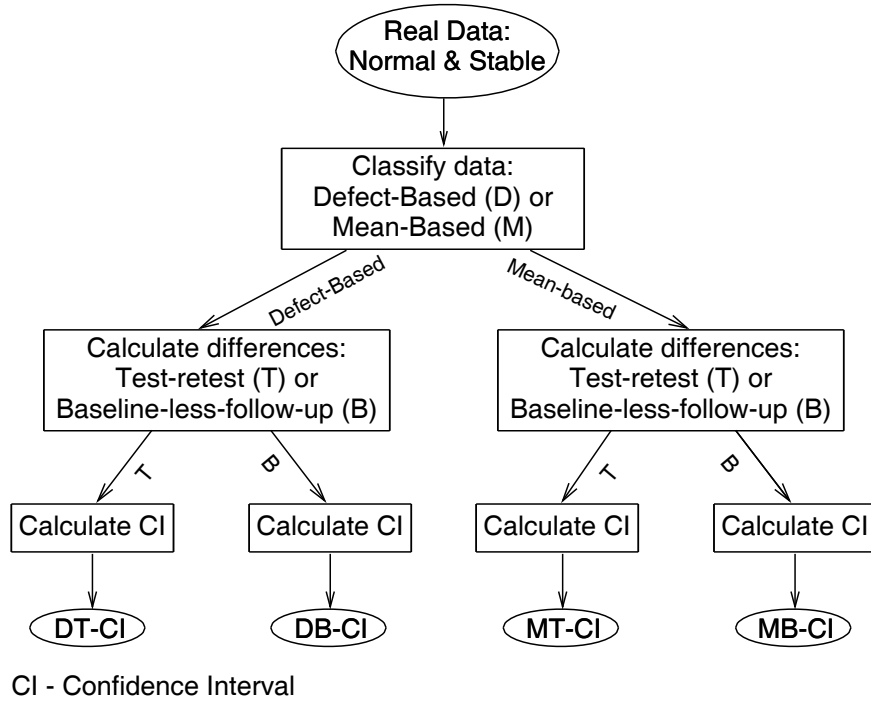 Real Data:
Normal & Stable
Classify data:
Defect-Based (D) or
Mean-Based (M)
Defect-Based
Mean-based
Calculate differences:
Test-retest (T) or
Baseline-less-follow-up (B)
Calculate differences:
Test-retest (T) or
Baseline-less-follow-up (B)
T
B
T
B
Calculate CI
Calculate CI
Calculate CI
Calculate CI
DT-CI
DB-CI
MT-CI
MB-CI
CI - Confidence Interval